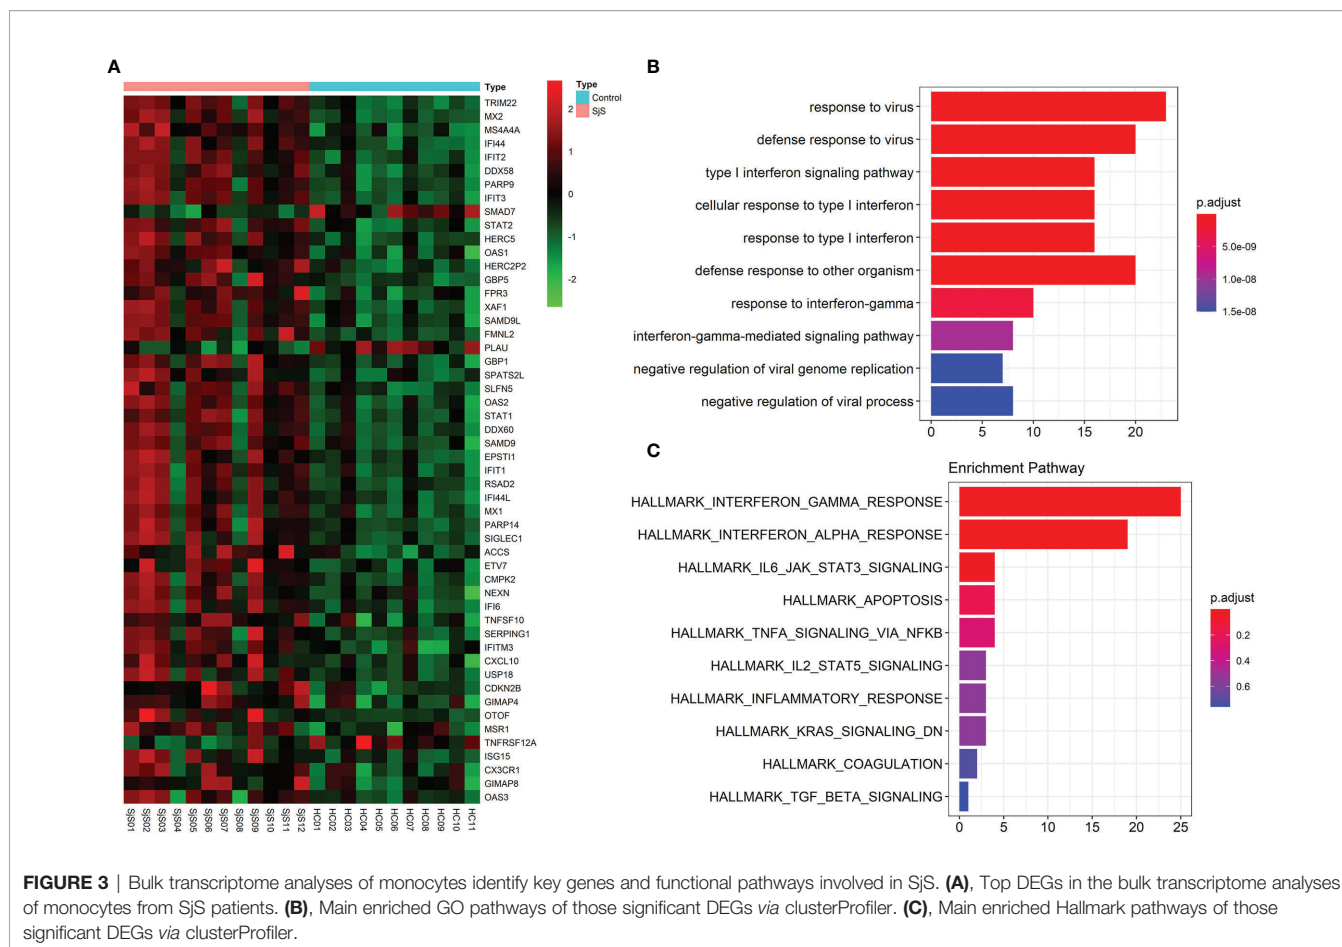 A
Type
TRIM22
MX2
MS4A4A
IFI44
IFIT2
DDX58
PARP9
IFIT3
SMAD7
STAT2
HERC5
OAS1
HERC2P2
GBP5
FPR3
XAF1
SAMD9L
FMNL2
PLAU
GBP1
SPATS2L
SLFN5
OAS2
STAT1
DDX60
SAMD9
EPSTI1
IFIT1
RSAD2
IFI44L
MX1
PARP14
SIGLEC1
ACCS
ETV7
CMPK2
NEXN
IFI6
TNFSF10
SERPING1
IFITM3
CXCL10
USP18
CDKN2B
GIMAP4
OTOF
MSR1
TNFRSF12A
ISG15
CX3CR1
GIMAP8
OAS3
SjS01 SjS02 SjS03 SjS04 SjS05 SjS06 SjS07 SjS08 SjS09 SjS10 SjS11 SjS12 HC01 HC02 HC03 HC04 HC05 HC06 HC07 HC08 HC09 HC10 HC11
2
1
0
-1
-2
Type
Control
SjS
B
response to virus
defense response to virus
type I interferon signaling pathway
cellular response to type I interferon
response to type I interferon
defense response to other organism
response to interferon-gamma
interferon-gamma-mediated signaling pathway
negative regulation of viral genome replication
negative regulation of viral process
0 5 10 15 20
p.adjust
5.0e-09
1.0e-08
1.5e-08
C
Enrichment Pathway
HALLMARK_INTERFERON_GAMMA_RESPONSE
HALLMARK_INTERFERON_ALPHA_RESPONSE
HALLMARK_IL6_JAK_STAT3_SIGNALING
HALLMARK_APOPTOSIS
HALLMARK_TNFA_SIGNALING_VIA_NFKB
HALLMARK_IL2_STAT5_SIGNALING
HALLMARK_INFLAMMATORY_RESPONSE
HALLMARK_KRAS_SIGNALING_DN
HALLMARK_COAGULATION
HALLMARK_TGF_BETA_SIGNALING
0 5 10 15 20 25
p.adjust
0.2
0.4
0.6
FIGURE 3 | Bulk transcriptome analyses of monocytes identify key genes and functional pathways involved in SjS. (A), Top DEGs in the bulk transcriptome analyses
of monocytes from SjS patients. (B), Main enriched GO pathways of those significant DEGs via clusterProfiler. (C), Main enriched Hallmark pathways of those
significant DEGs via clusterProfiler.